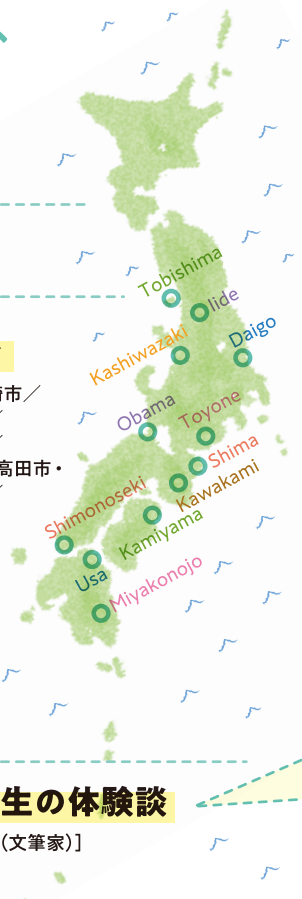 Tobishima
Iide
Daigo
Kashiwazaki
市／
Toyone
Obama
Shima
高田市・
Kawakami
Shimonoseki
Kamiyama
Usa
Miyakonojo
生の体験談
（文筆家）］